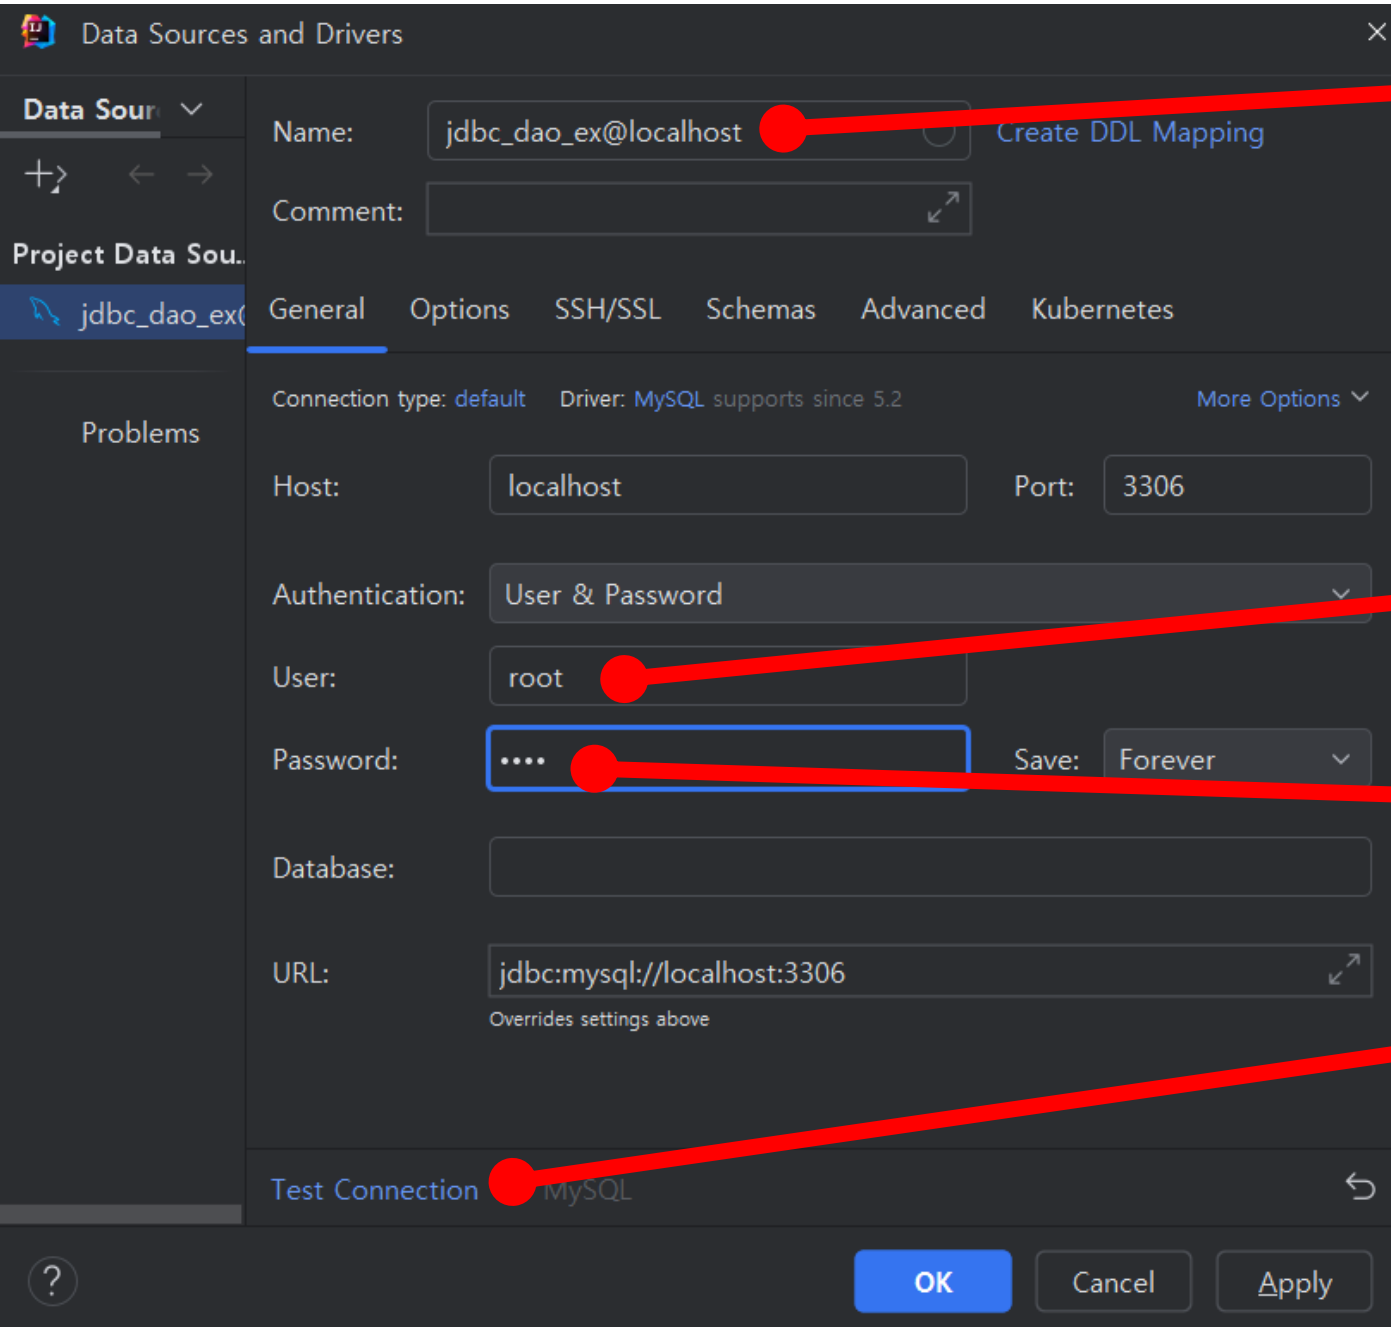 Data Sources and Drivers
Data Sour
Name: jdbc_dao_ex@localhost Create DDL Mapping
Comment:
Project Data Sou..
jdbc_dao_ex@
General Options SSH/SSL Schemas Advanced Kubernetes
Connection type: default Driver: MySQL supports since 5.2 More Options
Problems
Host: localhost Port: 3306
Authentication: User & Password
User: root
Password: •••• Save: Forever
Database:
URL: jdbc:mysql://localhost:3306
Overrides settings above
Test Connection MySQL
? OK Cancel Apply